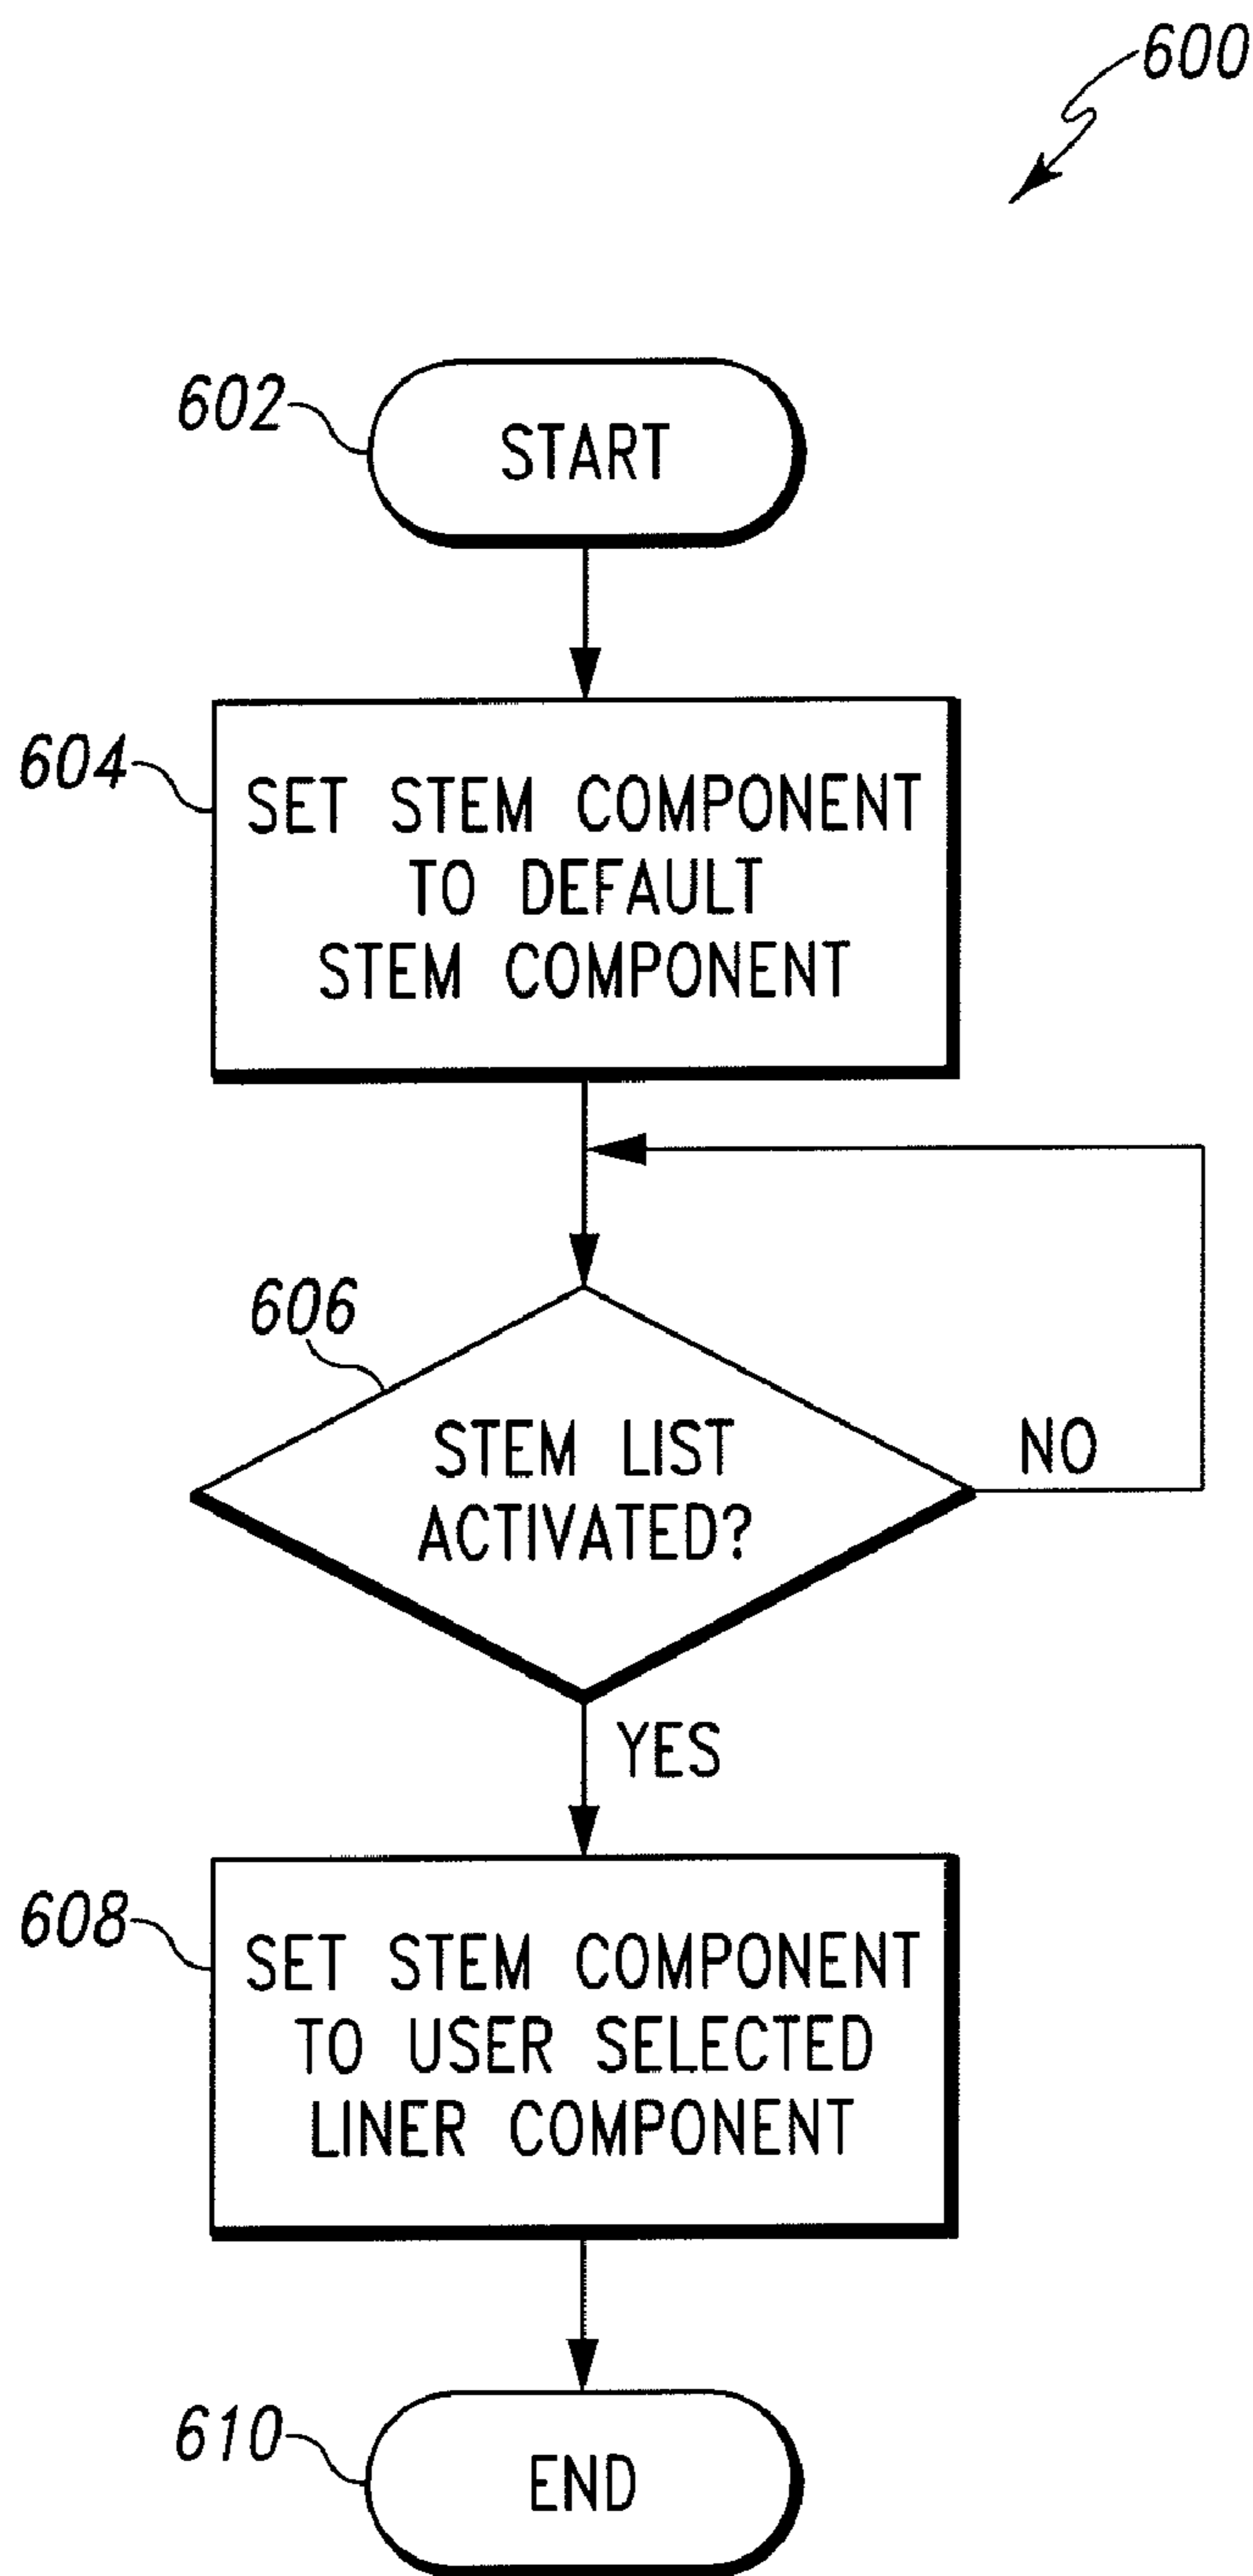 600
602
START
604
SET STEM COMPONENT
TO DEFAULT
STEM COMPONENT
606
STEM LIST
ACTIVATED?
NO
YES
608
SET STEM COMPONENT
TO USER SELECTED
LINER COMPONENT
610
END